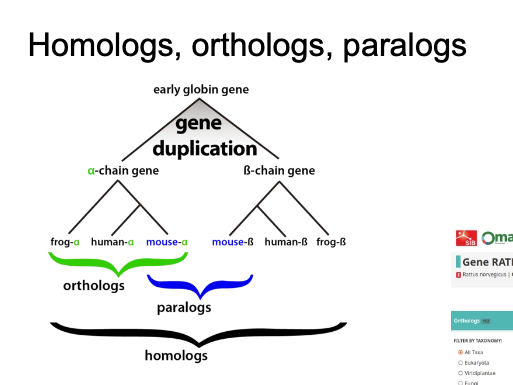 Homologs, orthologs, paralogs
early globin gene
gene
duplication
α-chain gene
ß-chain gene
frog-α human-α mouse-α mouse-ß human-ß frog-ß
orthologs
paralogs
homologs
SIB
Oma
Gene RATI
Rattus norvegicus |
Orthologs
FILTER BY TAXONOMY:
All Taxa
Eukaryota
Viridiplantae
Fungi